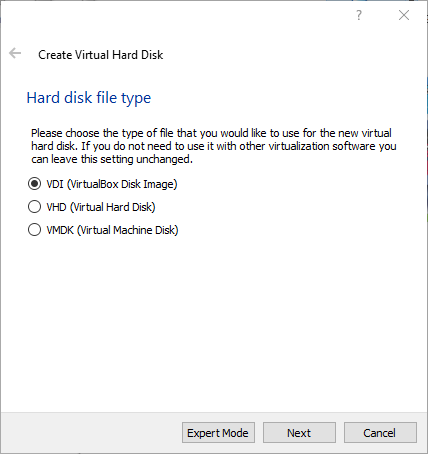 ?
Create Virtual Hard Disk
Hard disk file type
Please choose the type of file that you would like to use for the new virtual
hard disk. If you do not need to use it with other virtualization software you
can leave this setting unchanged.
VDI (VirtualBox Disk Image)
VHD (Virtual Hard Disk)
VMDK (Virtual Machine Disk)
Expert Mode Next Cancel